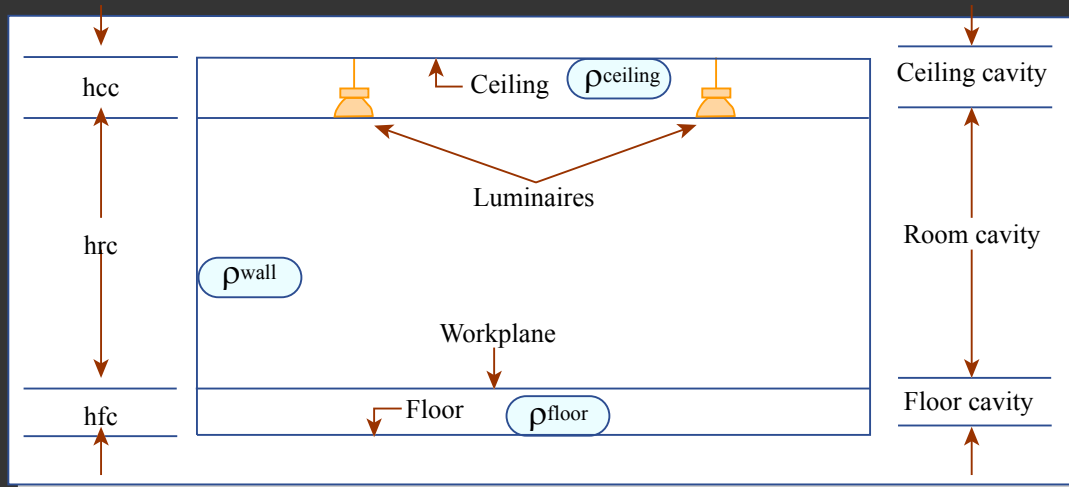 hcc
Ceiling
ρceiling
Ceiling cavity
Luminaires
hrc
Room cavity
ρwall
Workplane
hfc
Floor
ρfloor
Floor cavity